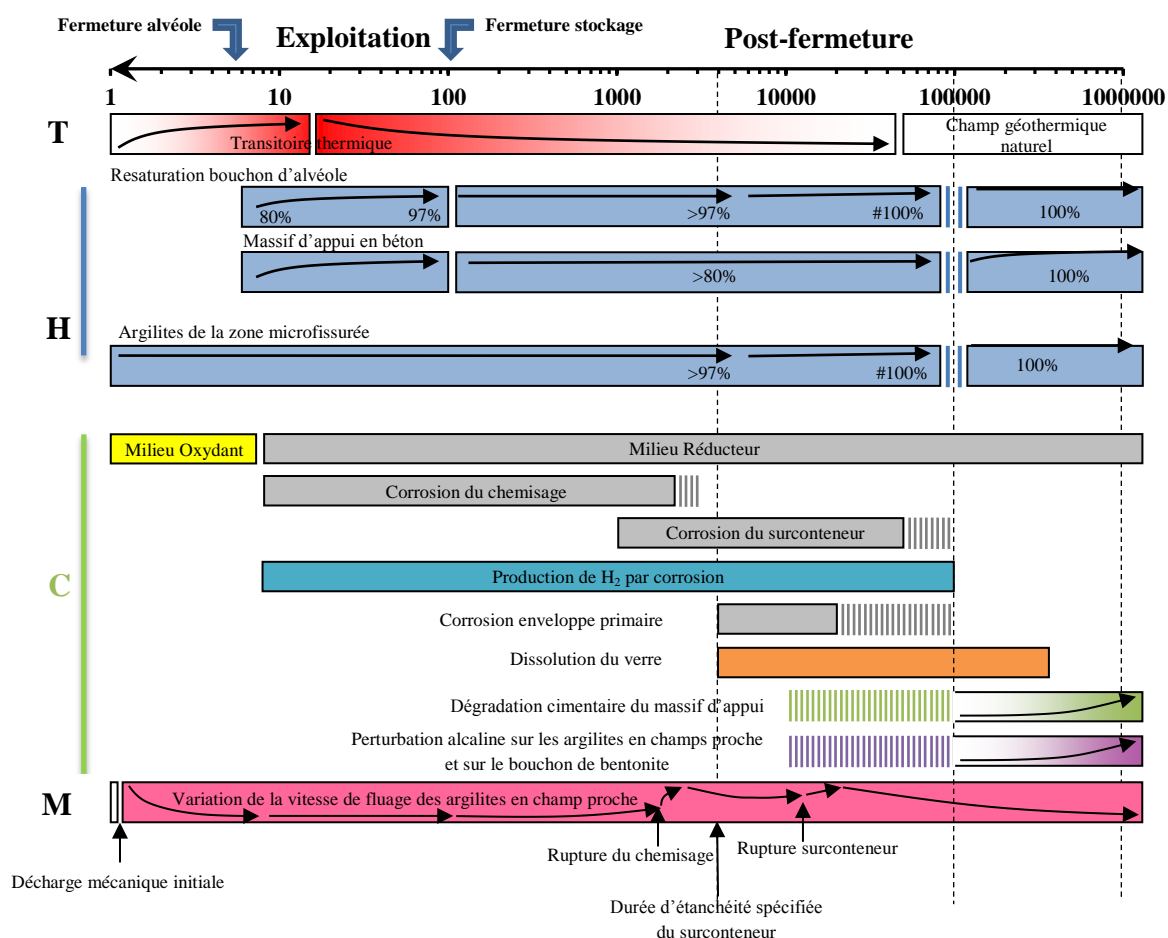 Fermeture alvéole
Exploitation
Fermeture stockage
Post-fermeture
1 10 100 1000 10000 100000 1000000
T
Transitoire thermique
Champ géothermique
naturel
Resaturation bouchon d'alvéole
80% 97% >97% #100% 100%
Massif d'appui en béton
>80% 100%
H
Argilites de la zone microfissurée
>97% #100% 100%
Milieu Oxydant
Milieu Réducteur
Corrosion du chemisage
Corrosion du surconteneur
C
Production de H₂ par corrosion
Corrosion enveloppe primaire
Dissolution du verre
Dégradation cimentaire du massif d'appui
Perturbation alcaline sur les argilites en champs proche
et sur le bouchon de bentonite
M
Variation de la vitesse de fluage des argilites en champ proche
Rupture du chemisage
Rupture surconteneur
Décharge mécanique initiale
Durée d'étanchéité spécifiée
du surconteneur